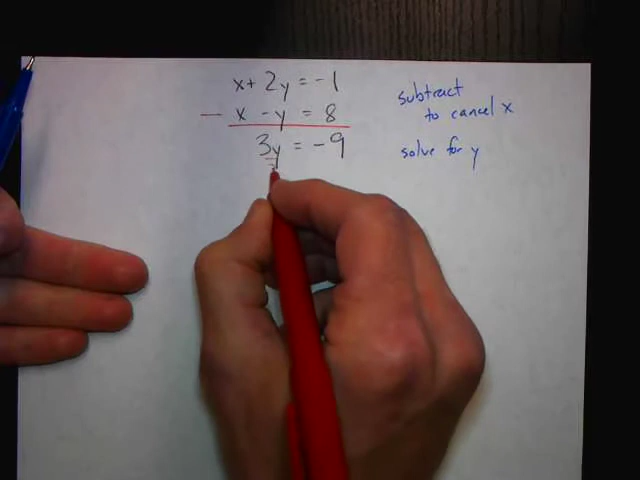 x + 2y = -1
subtract
to cancel x
- x - y = 8
3y = -9
solve for y